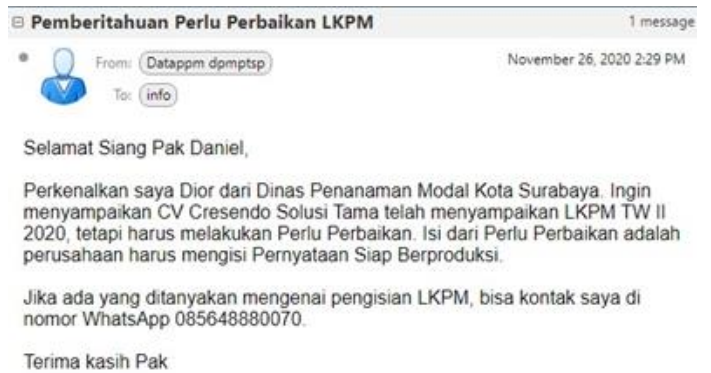 Pemberitahuan Perlu Perbaikan LKPM
1 message
From: Datappm dpmptsp
November 26, 2020 2:29 PM
To: info
Selamat Siang Pak Daniel,
Perkenalkan saya Dior dari Dinas Penanaman Modal Kota Surabaya. Ingin
menyampaikan CV Cresendo Solusi Tama telah menyampaikan LKPM TW II
2020, tetapi harus melakukan Perlu Perbaikan. Isi dari Perlu Perbaikan adalah
perusahaan harus mengisi Pernyataan Siap Berproduksi.
Jika ada yang ditanyakan mengenai pengisian LKPM, bisa kontak saya di
nomor WhatsApp 085648880070.
Terima kasih Pak